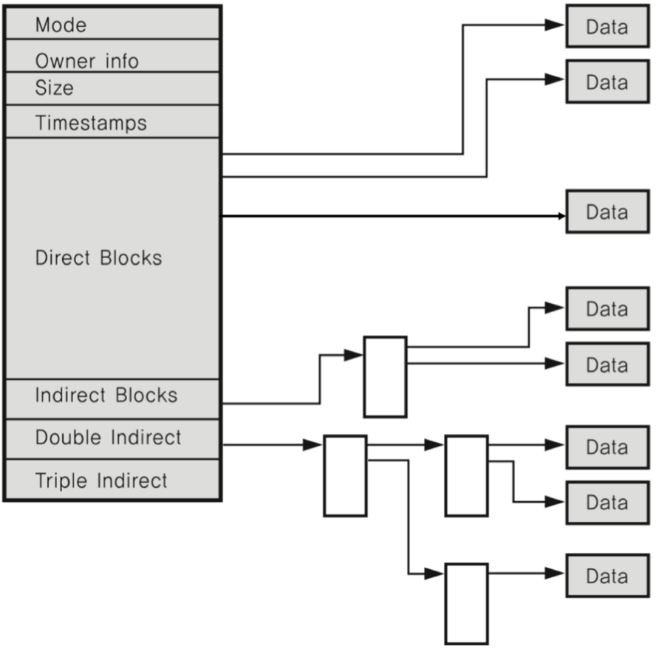 Mode
Owner info
Size
Timestamps
Direct Blocks
Indirect Blocks
Double Indirect
Triple Indirect
Data
Data
Data
Data
Data
Data
Data
Data